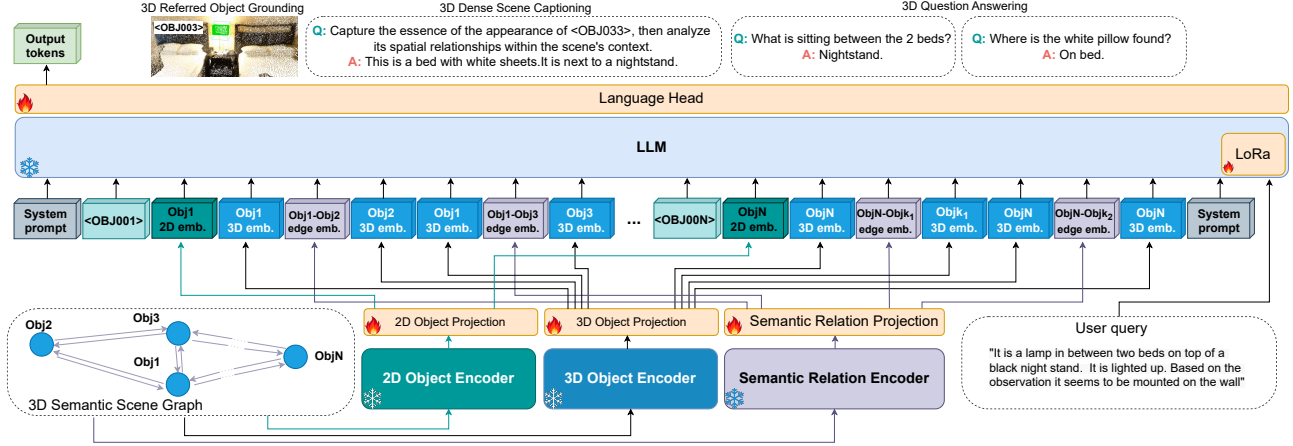 3D Referred Object Grounding
3D Dense Scene Captioning
3D Question Answering
Output
tokens
<OBJ003>
Q: Capture the essence of the appearance of <OBJ033>, then analyze
its spatial relationships within the scene's context.
A: This is a bed with white sheets.It is next to a nightstand.
Q: What is sitting between the 2 beds?
A: Nightstand.
Q: Where is the white pillow found?
A: On bed.
Language Head
LLM
LoRa
System
prompt
<OBJ001>
Obj1
2D emb.
Obj1
3D emb.
Obj1-Obj2
edge emb.
Obj2
3D emb.
Obj1
3D emb.
Obj1-Obj3
edge emb.
Obj3
3D emb.
...
<OBJ00N>
ObjN
2D emb.
ObjN
3D emb.
ObjN-Objk₁
edge emb.
Objk₁
3D emb.
ObjN
3D emb.
ObjN-Objk₂
edge emb.
ObjN
3D emb.
System
prompt
2D Object Projection
3D Object Projection
Semantic Relation Projection
2D Object Encoder
3D Object Encoder
Semantic Relation Encoder
Obj2
Obj3
Obj1
ObjN
3D Semantic Scene Graph
User query
"It is a lamp in between two beds on top of a
black night stand. It is lighted up. Based on the
observation it seems to be mounted on the wall"